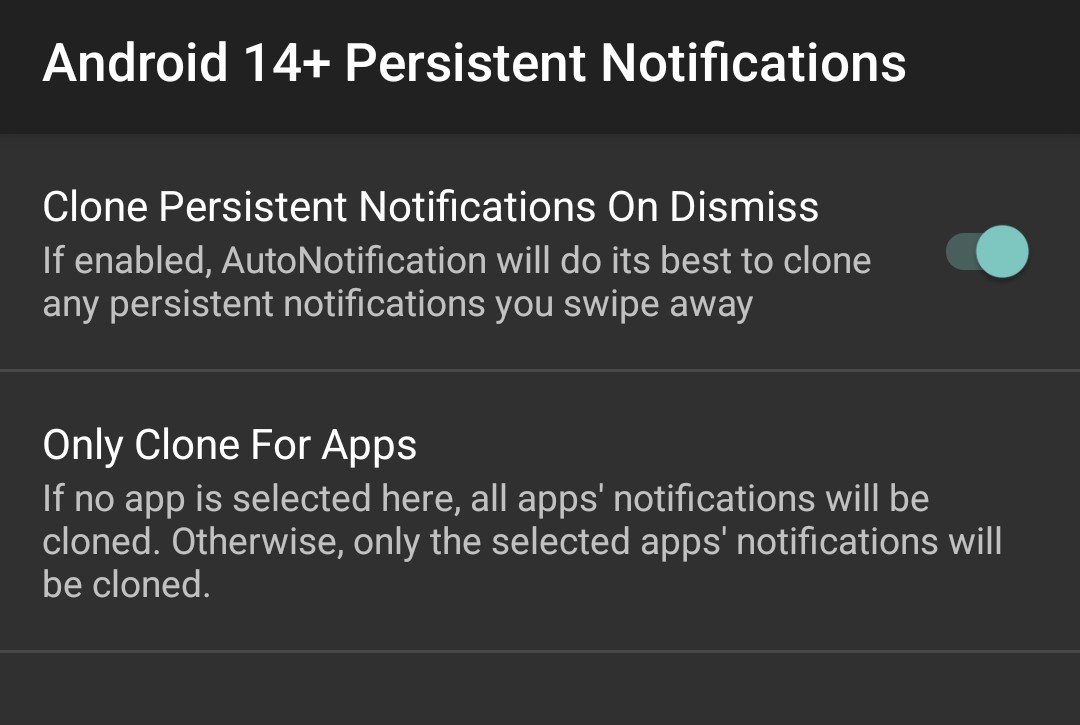 Android 14+ Persistent Notifications
Clone Persistent Notifications On Dismiss
If enabled, AutoNotification will do its best to clone
any persistent notifications you swipe away
Only Clone For Apps
If no app is selected here, all apps' notifications will be
cloned. Otherwise, only the selected apps' notifications will
be cloned.